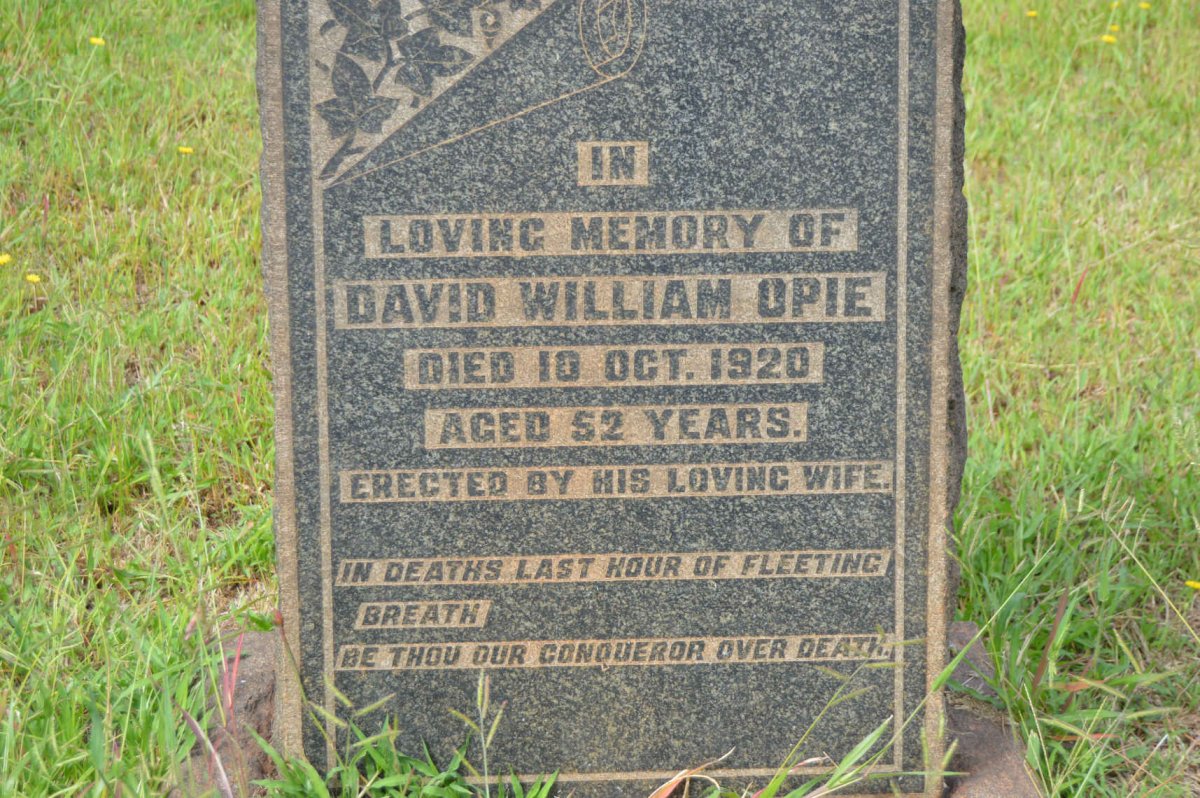 IN
LOVING MEMORY OF
DAVID WILLIAM OPIE
DIED 10 OCT. 1920
AGED 52 YEARS.
ERECTED BY HIS LOVING WIFE.
IN DEATHS LAST HOUR OF FLEETING
BREATH
BE THOU OUR CONQUEROR OVER DEATH.